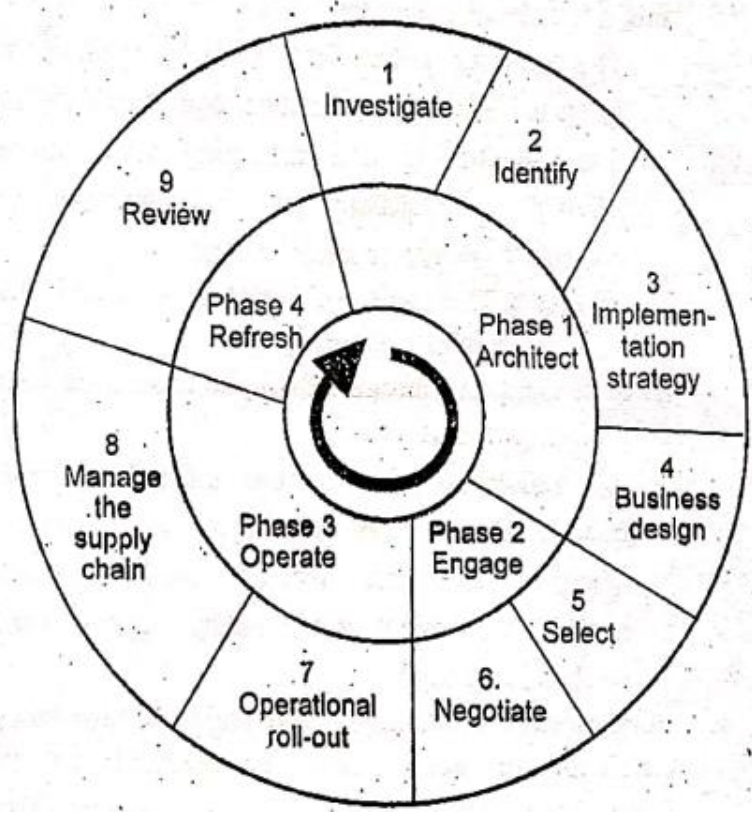 1
Investigate
2
Identify
3
Implemen-
tation
strategy
4
Business
design
5
Select
6.
Negotiate
7
Operational
roll-out
8
Manage
the
supply
chain
9
Review
Phase 1
Architect
Phase 2
Engage
Phase 3
Operate
Phase 4
Refresh